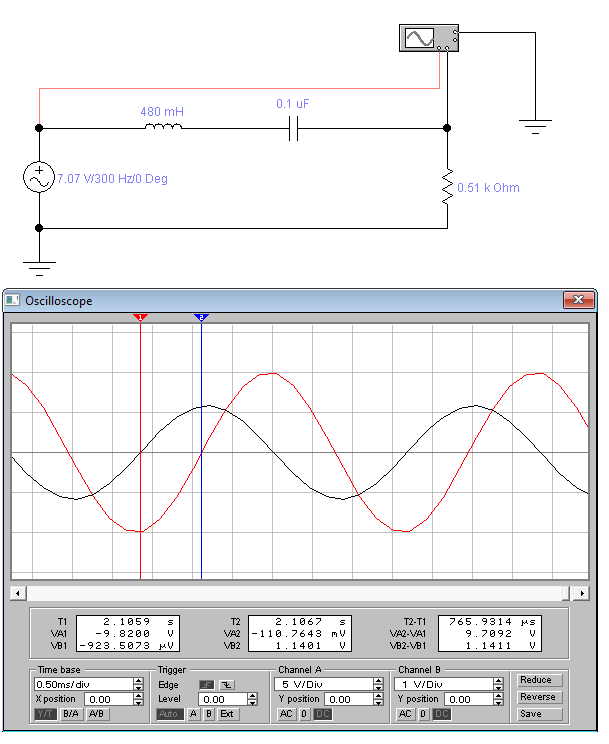 480 mH
0.1 uF
7.07 V/300 Hz/0 Deg
0.51 k Ohm
Oscilloscope
1
2
T1 2.1059 s
VA1 -9.8200 V
VB1 -923.5073 µV
T2 2.1067 s
VA2 -110.7643 mV
VB2 1.1401 V
T2-T1 765.9314 µs
VA2-VA1 9.7092 V
VB2-VB1 1.1411 V
Time base
0.50ms/div
X position 0.00
Y/T B/A A/B
Trigger
Edge
Level 0.00
Auto A B Ext
Channel A
5 V/Div
Y position 0.00
AC 0 DC
Channel B
1 V/Div
Y position 0.00
AC 0 DC
Reduce
Reverse
Save